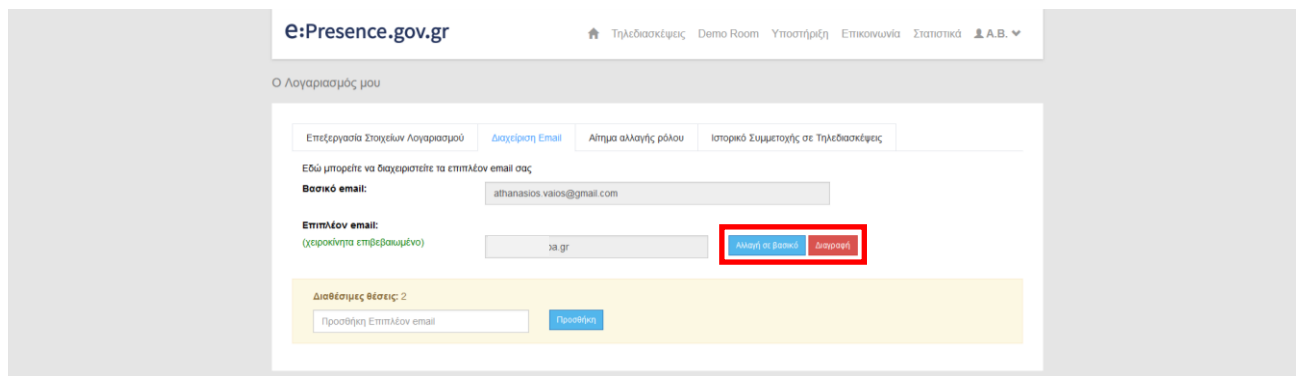 e:Presence.gov.gr
Τηλεδιασκέψεις Demo Room Υποστήριξη Επικοινωνία Στατιστικά Α.Β.
Ο Λογαριασμός μου
Επεξεργασία Στοιχείων Λογαριασμού Διαχείριση Email Αίτημα αλλαγής ρόλου Ιστορικό Συμμετοχής σε Τηλεδιασκέψεις
Εδώ μπορείτε να διαχειριστείτε τα επιπλέον email σας
Βασικό email: athanasios.vaios@gmail.com
Επιπλέον email:
(χειροκίνητα επιβεβαιωμένο) pa.gr Αλλαγή σε βασικό Διαγραφή
Διαθέσιμες θέσεις: 2
Προσθήκη Επιπλέον email Προσθήκη